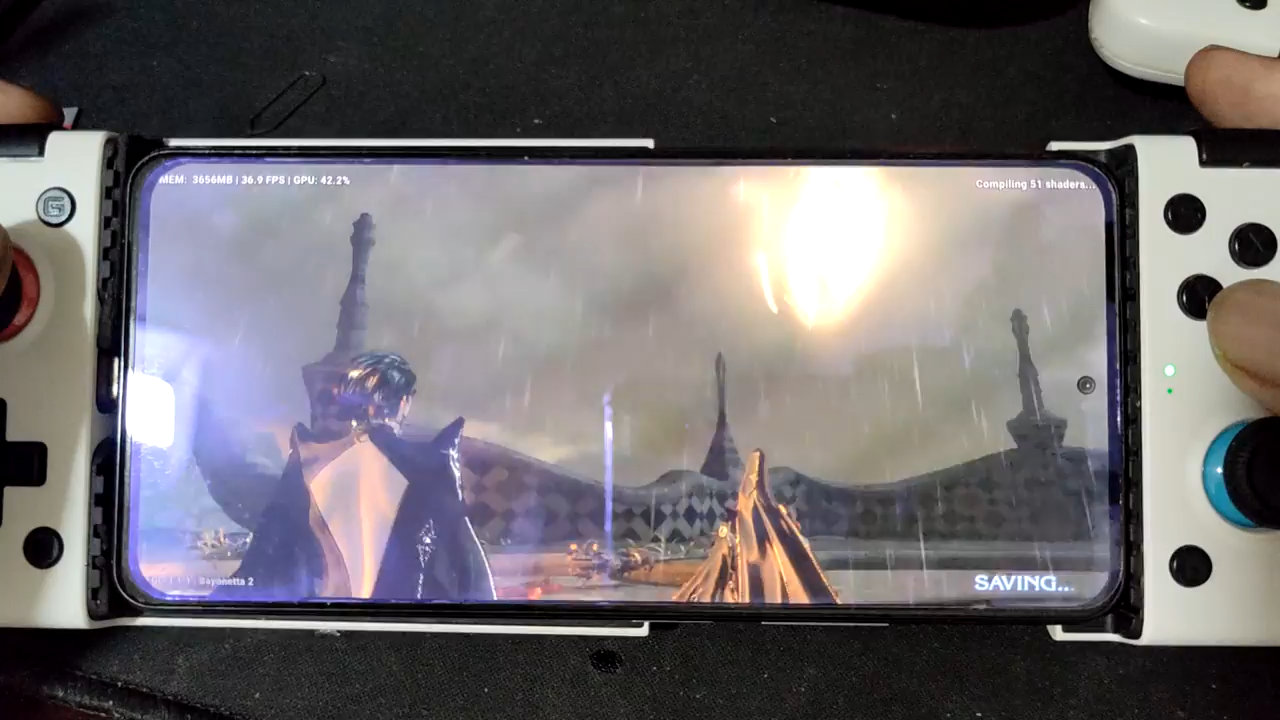 MEM: 3656MB | 36.9 FPS | GPU: 42.2%
Compiling 51 shaders...
G
Bayonetta 2
SAVING...